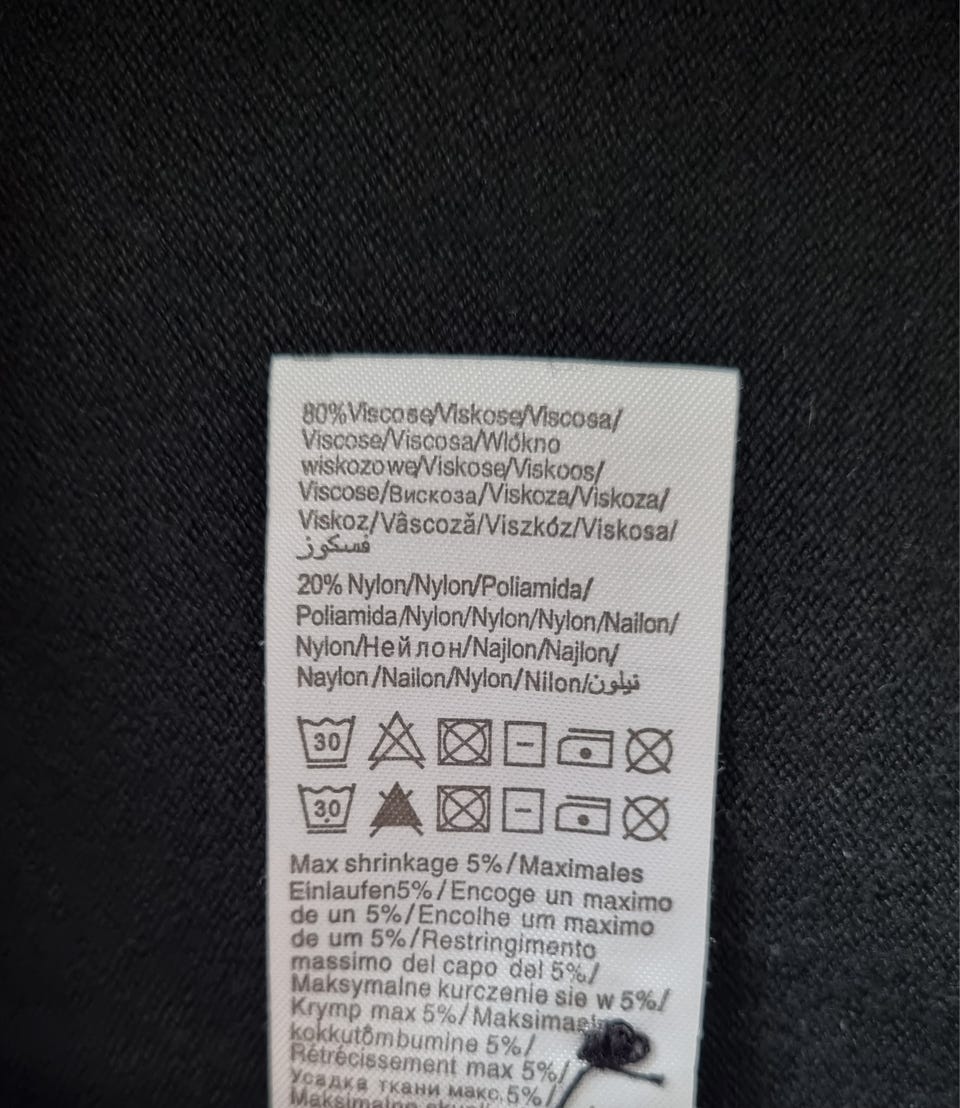 80%Viscose/Viskose/Viscosa/
Viscose/Viscosa/Wlókno
wiskozowe/Viskose/Viskoos/
Viscose/Вискоза/Viskoza/Viskoza/
Viskoz/Vâscoză/Viszkóz/Viskosa/
فسكوز
20% Nylon/Nylon/Poliamida/
Poliamida/Nylon/Nylon/Nylon/Nailon/
Nylon/Нейлон/Najlon/Najlon/
Naylon/Nailon/Nylon/Nilon/نيلون
30
30
Max shrinkage 5%/Maximales
Einlaufen5%/Encoge un maximo
de un 5%/Encolhe um maximo
de um 5%/Restringimento
massimo del capo del 5%/
Maksymalne kurczenie sie w 5%/
Krymp max 5%/
kokkutõmbumine 5%/
Rétrécissement max 5%/
Усадка ткани макс.5%/
Maksimalno